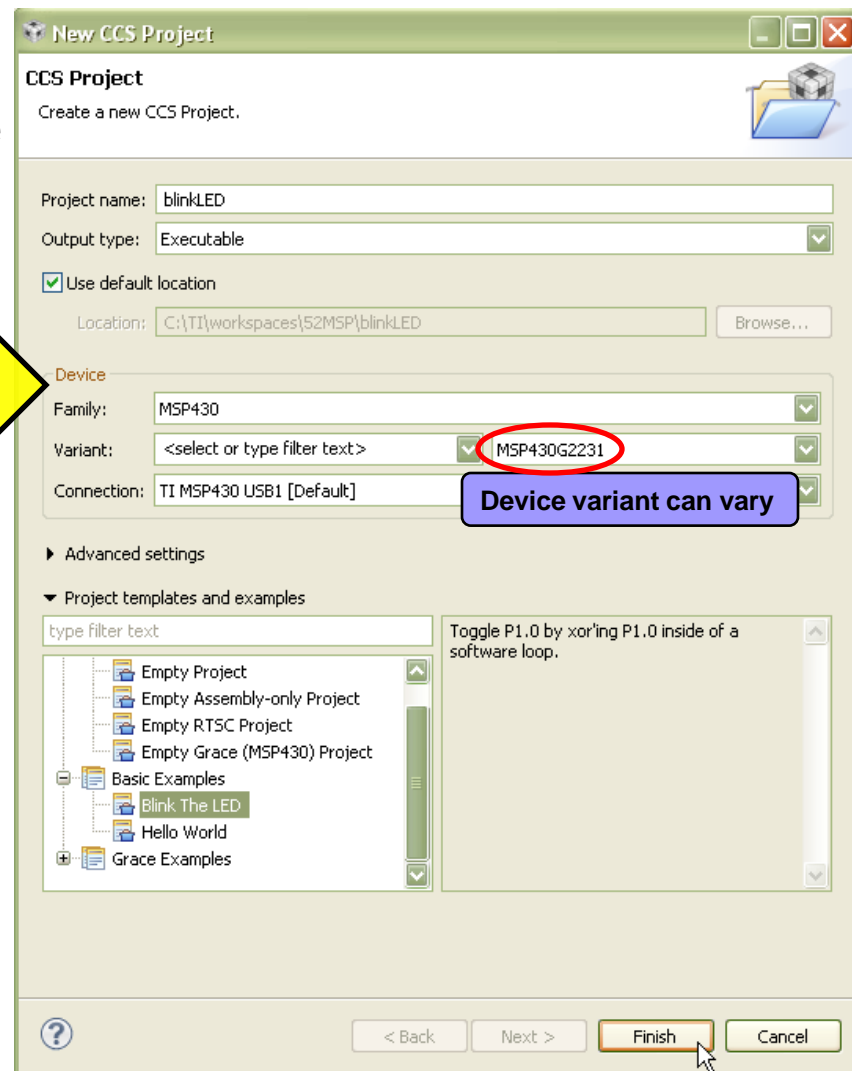 New CCS Project
CCS Project
Create a new CCS Project.
Project name: blinkLED
Output type: Executable
Use default location
Location: C:\TI\workspaces\52MSP\blinkLED Browse...
Device
Family: MSP430
Variant: <select or type filter text> MSP430G2231
Connection: TI MSP430 USB1 [Default]
Device variant can vary
Advanced settings
Project templates and examples
type filter text
Empty Project
Empty Assembly-only Project
Empty RTSC Project
Empty Grace (MSP430) Project
Basic Examples
Blink The LED
Hello World
Grace Examples
Toggle P1.0 by xor'ing P1.0 inside of a
software loop.
? < Back Next > Finish Cancel